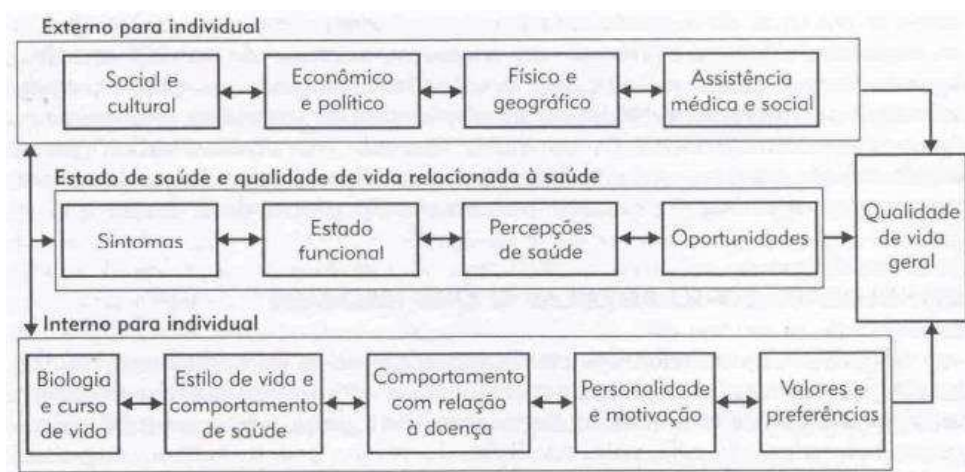 Externo para individual
Social e
cultural
Econômico
e político
Físico e
geográfico
Assistência
médica e social
Estado de saúde e qualidade de vida relacionada à saúde
Sintomas
Estado
funcional
Percepções
de saúde
Oportunidades
Qualidade
de vida
geral
Interno para individual
Biologia
e curso
de vida
Estilo de vida e
comportamento
de saúde
Comportamento
com relação
à doença
Personalidade
e motivação
Valores e
preferências